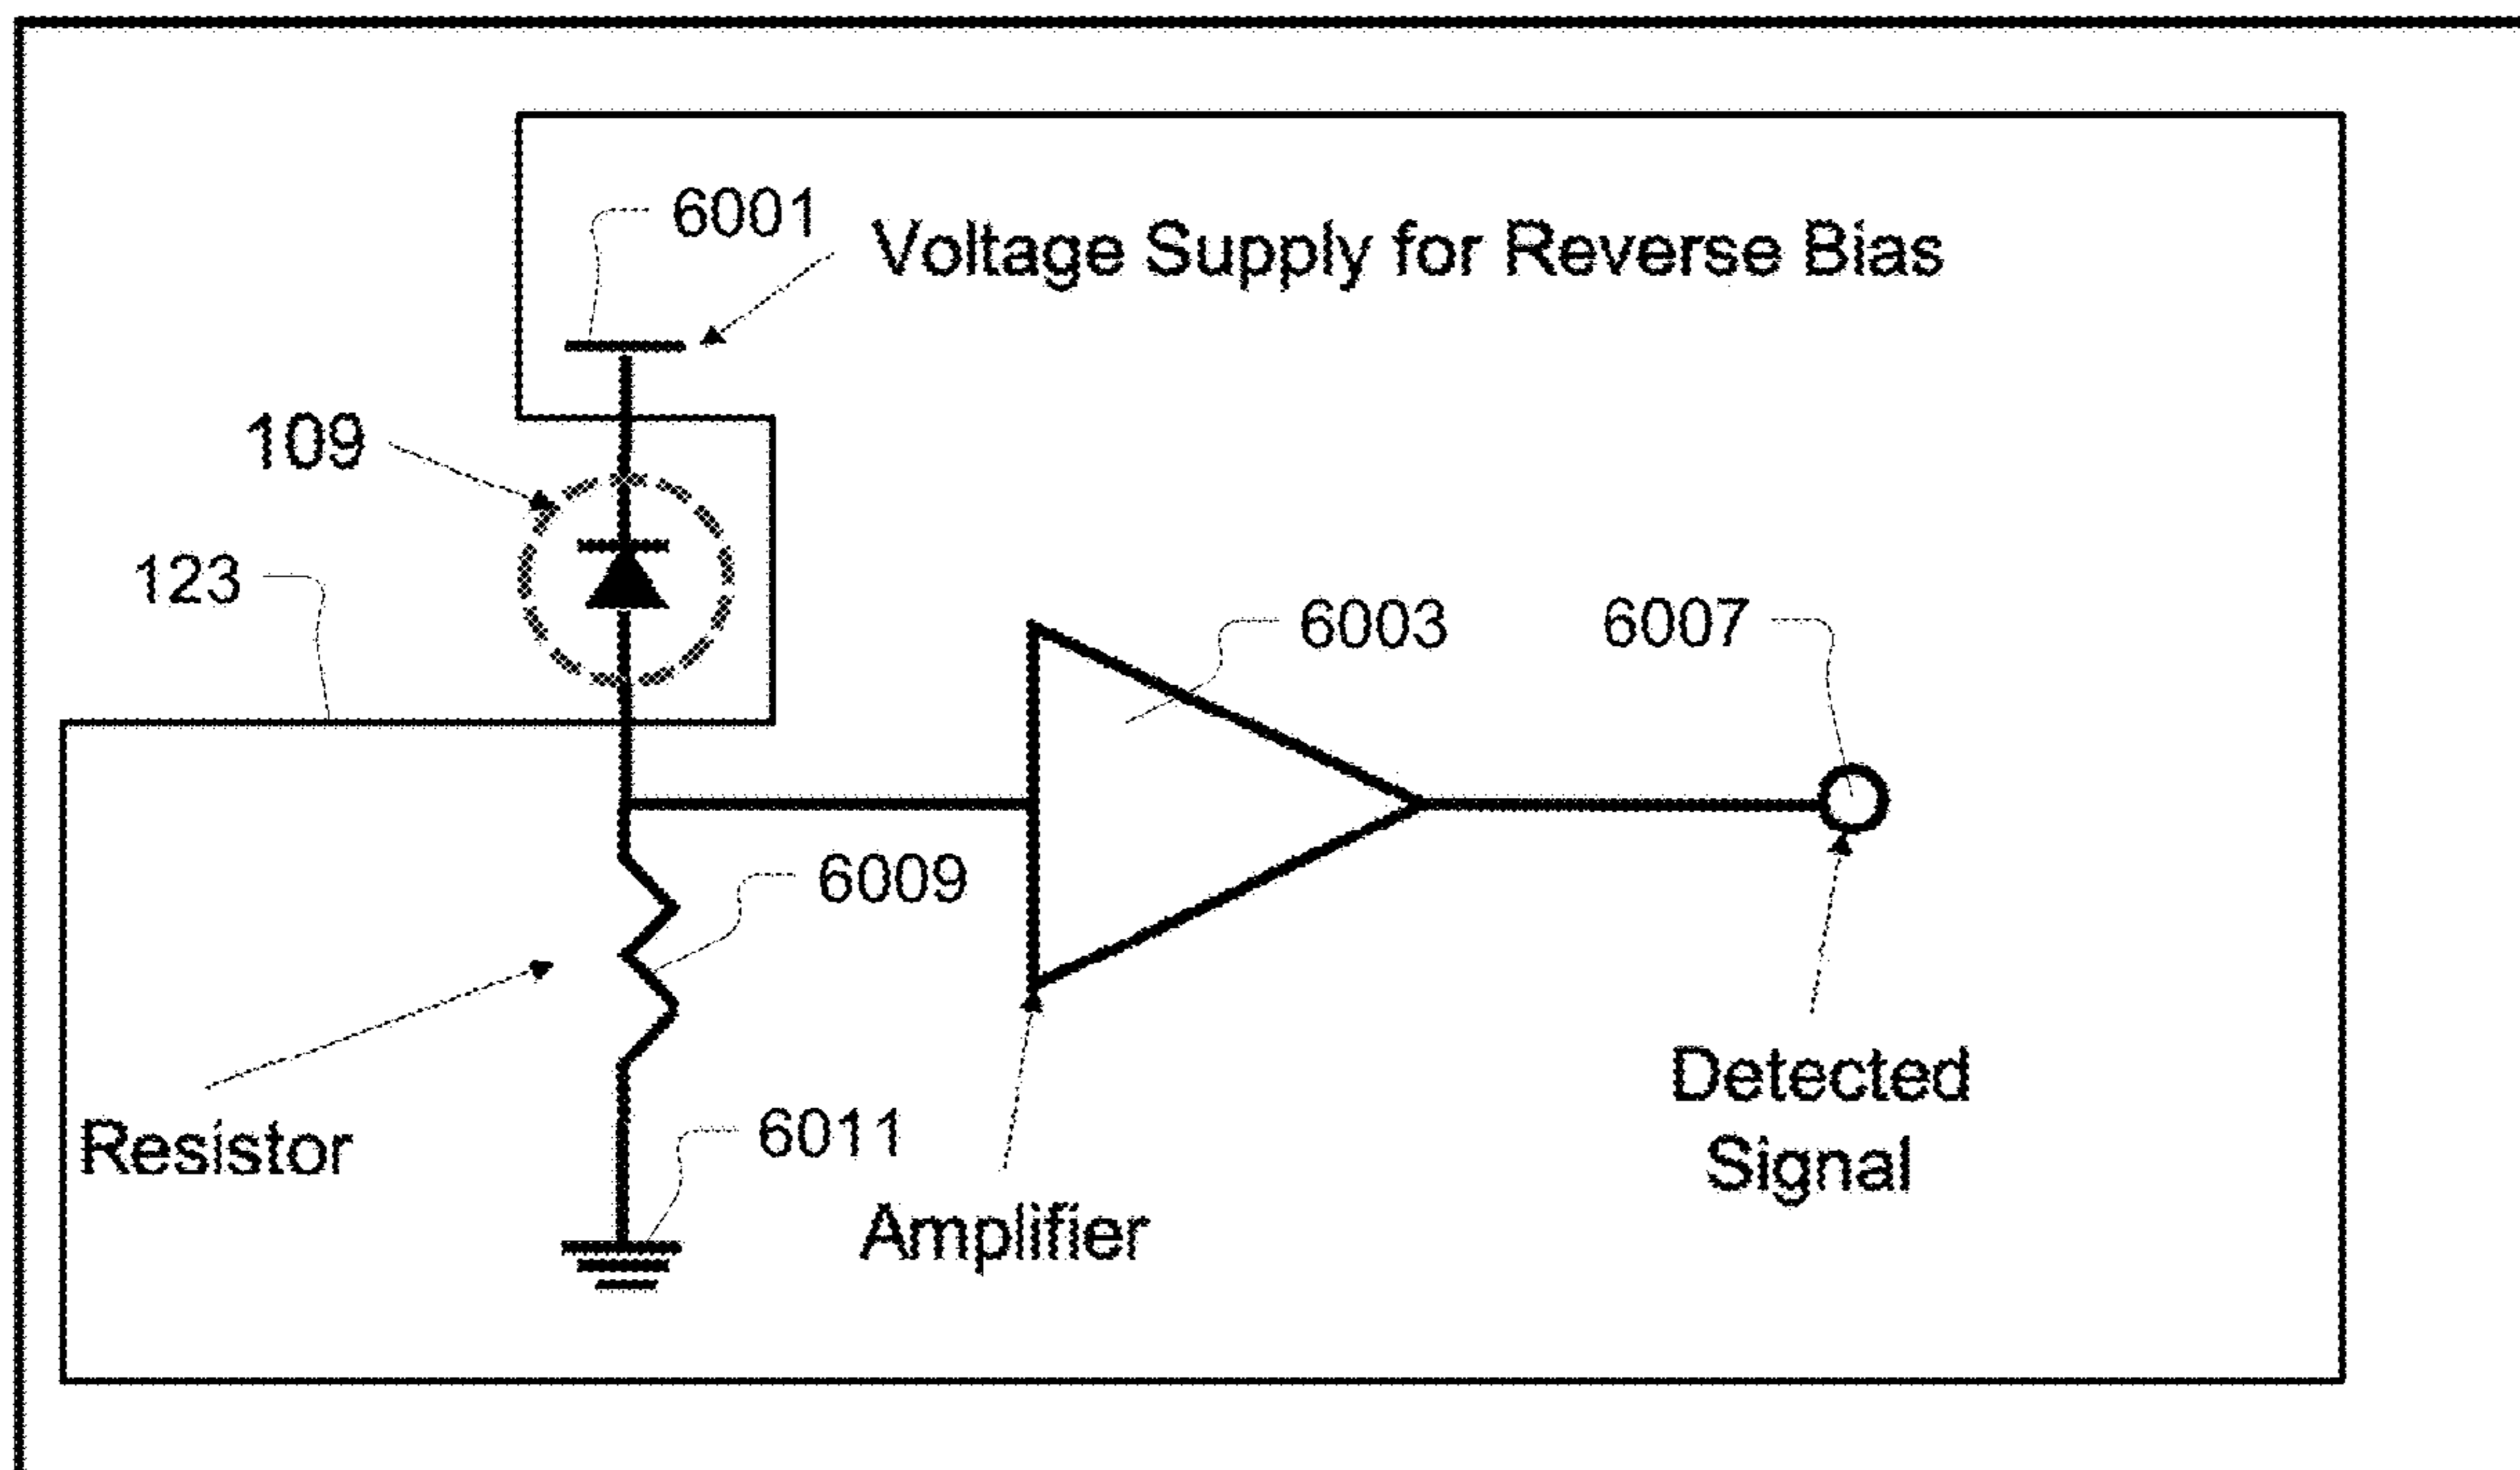 6001
Voltage Supply for Reverse Bias
109
123
6003
6007
6009
Resistor
6011
Amplifier
Detected
Signal